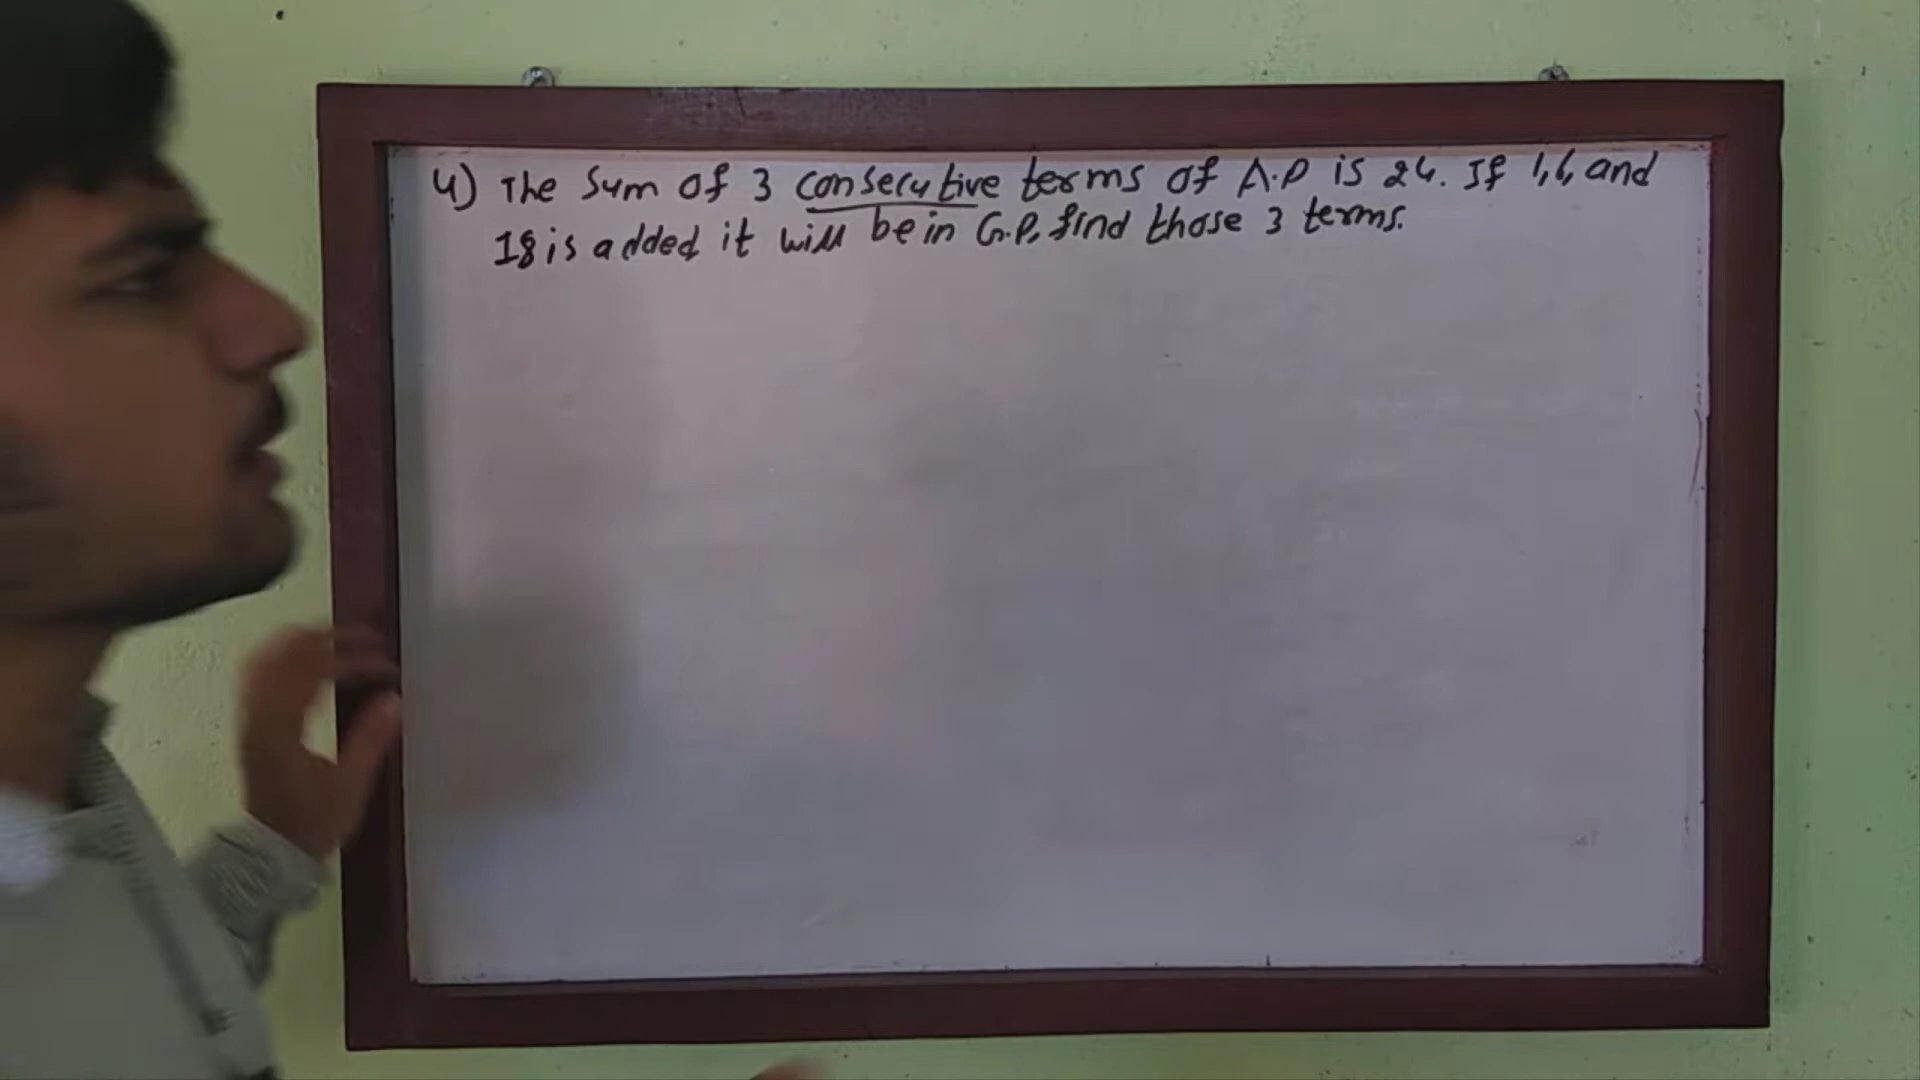 4) The Sum of 3 consecutive terms of A.P is 24. If 1,6, and
18 is added it will be in G.P, find those 3 terms.